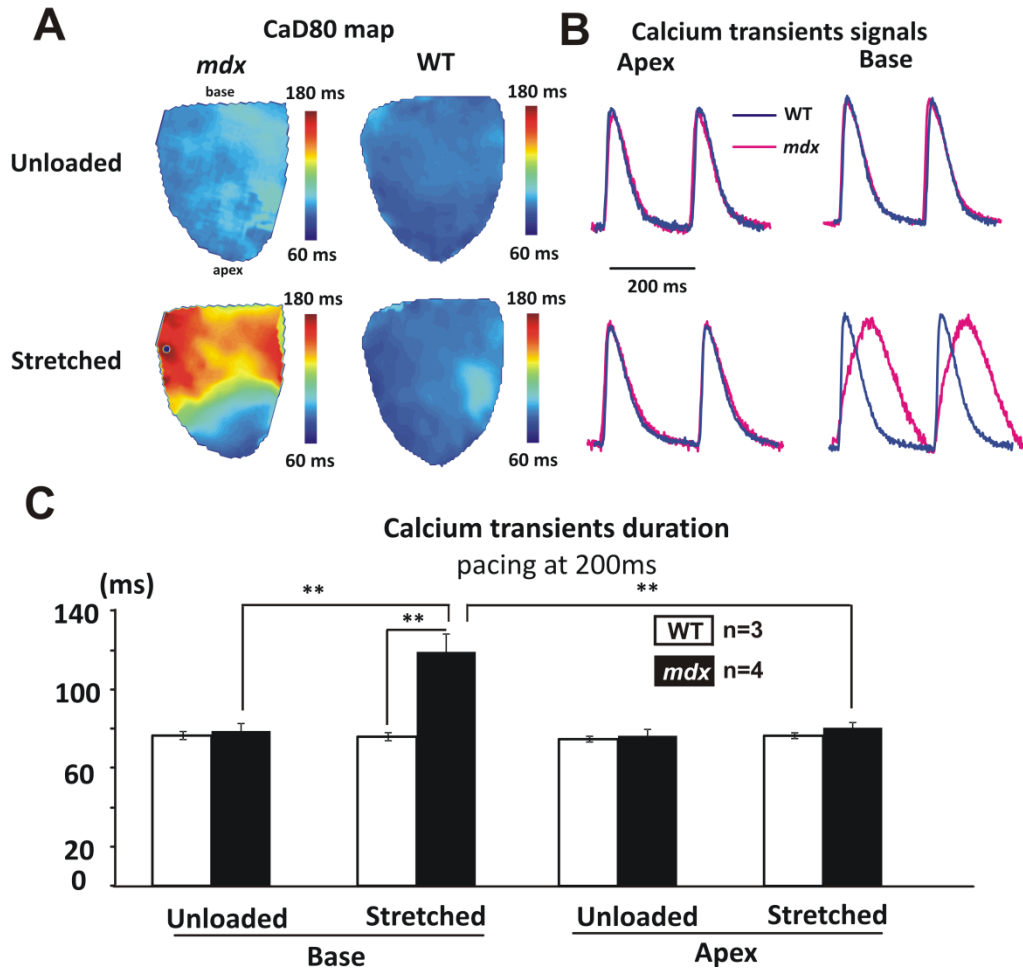 A
CaD80 map
mdx
WT
base
180 ms
180 ms
Unloaded
60 ms
60 ms
apex
180 ms
180 ms
Stretched
60 ms
60 ms
B
Calcium transients signals
Apex
Base
WT
mdx
200 ms
C
Calcium transients duration
pacing at 200ms
(ms)
**
**
**
140
100
60
20
0
WT n=3
mdx n=4
Unloaded
Stretched
Unloaded
Stretched
Base
Apex